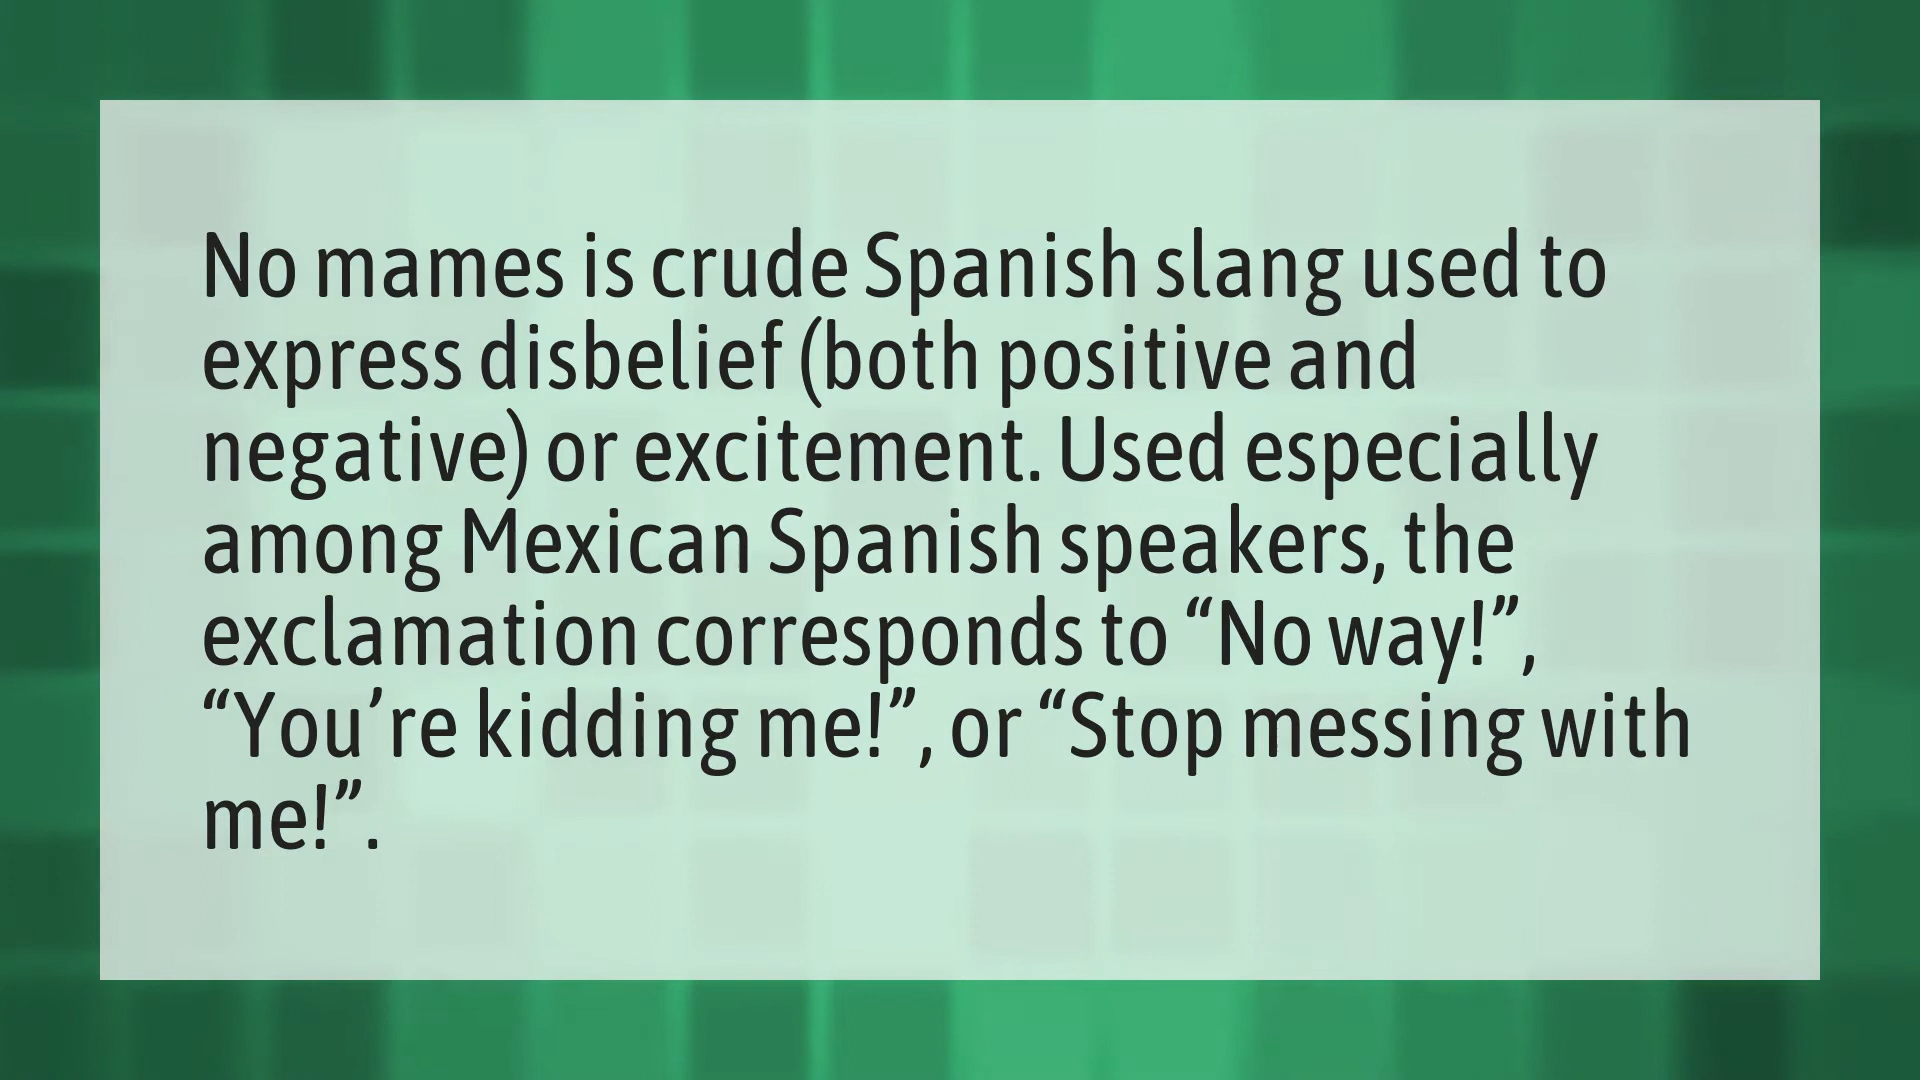 No mames is crude Spanish slang used to
express disbelief (both positive and
negative) or excitement. Used especially
among Mexican Spanish speakers, the
exclamation corresponds to “No way!”,
“You’re kidding me!”, or “Stop messing with
me!”.